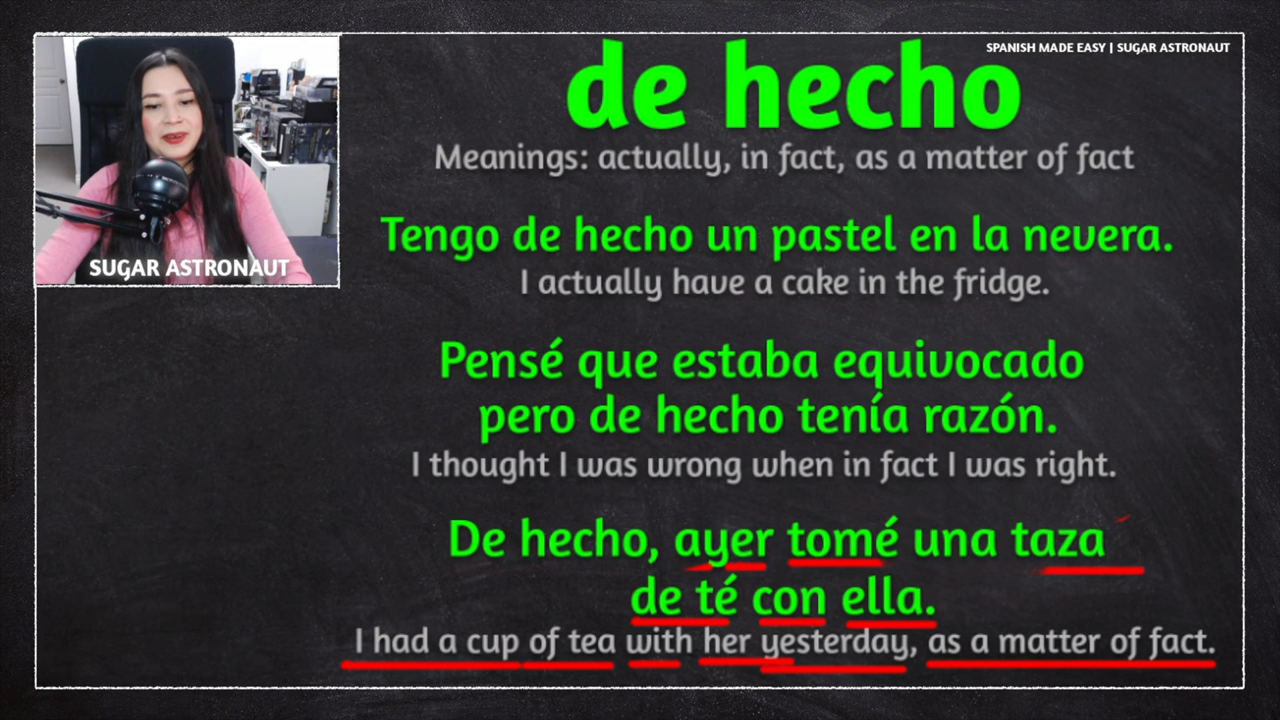 SPANISH MADE EASY | SUGAR ASTRONAUT
de hecho
Meanings: actually, in fact, as a matter of fact
Tengo de hecho un pastel en la nevera.
I actually have a cake in the fridge.
Pensé que estaba equivocado
pero de hecho tenía razón.
I thought I was wrong when in fact I was right.
De hecho, ayer tomé una taza
de té con ella.
I had a cup of tea with her yesterday, as a matter of fact.
SUGAR ASTRONAUT